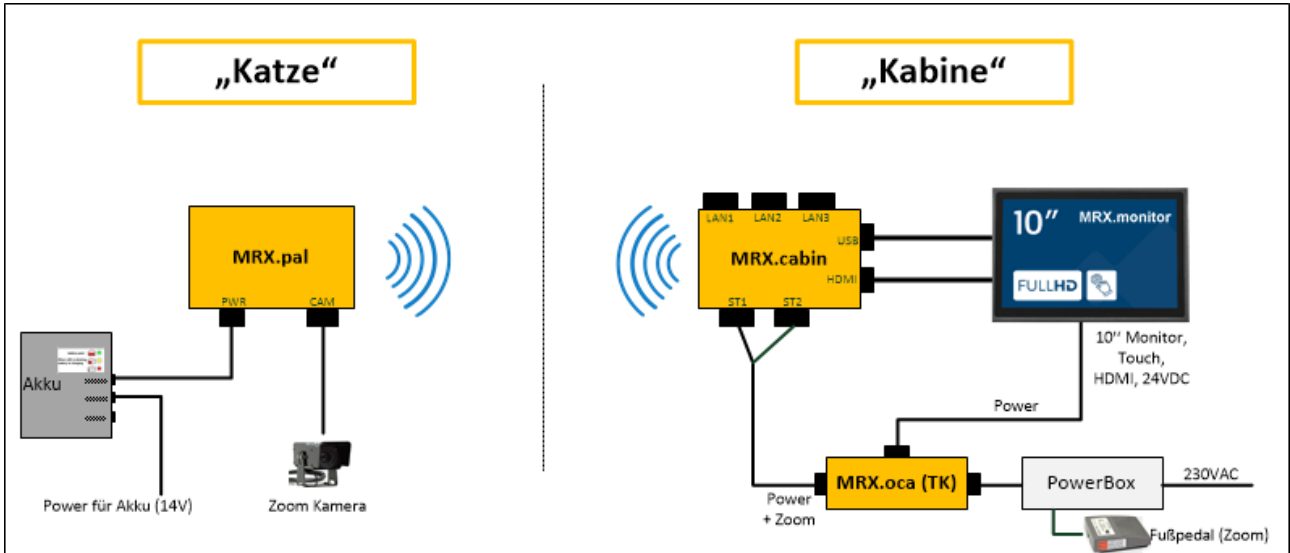 „Katze“
„Kabine“
MRX.pal
PWR
CAM
Akku
Power für Akku (14V)
Zoom Kamera
LAN1
LAN2
LAN3
USB
MRX.cabin
HDMI
ST1
ST2
10”
MRX.monitor
FULLHD
10’’ Monitor,
Touch,
HDMI, 24VDC
Power
MRX.oca (TK)
Power
+ Zoom
PowerBox
230VAC
Fußpedal (Zoom)